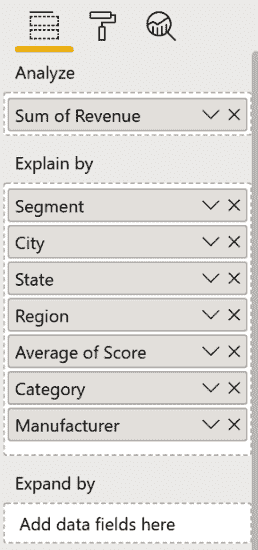 Analyze
Sum of Revenue
Explain by
Segment
City
State
Region
Average of Score
Category
Manufacturer
Expand by
Add data fields here